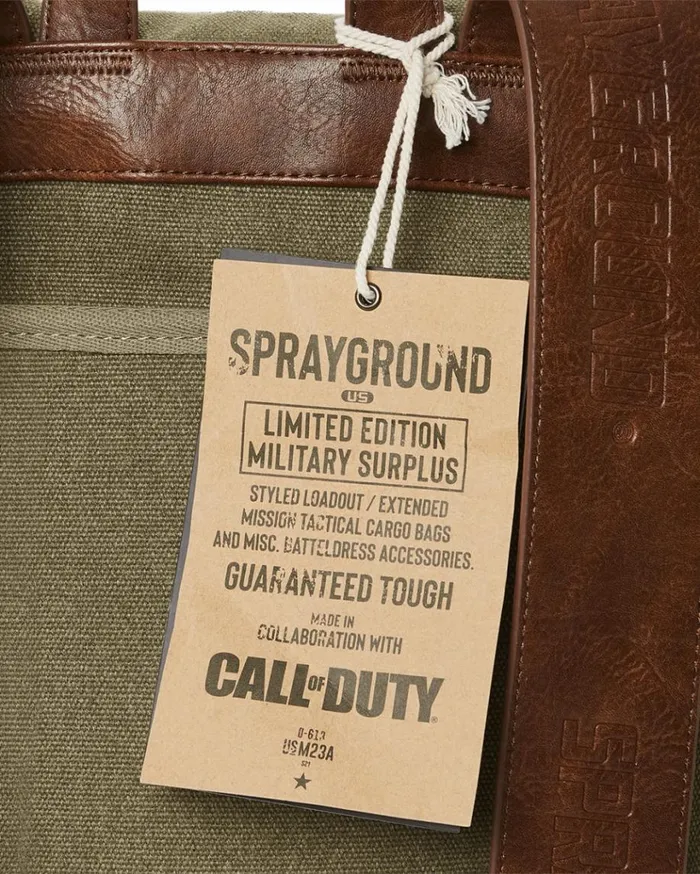 SPRAYGROUND
US
LIMITED EDITION
MILITARY SURPLUS
STYLED LOADOUT / EXTENDED
MISSION TACTICAL CARGO BAGS
AND MISC. BATTELDRESS ACCESSORIES.
GUARANTEED TOUGH
MADE IN
COLLABORATION WITH
CALL OF DUTY
USM23A